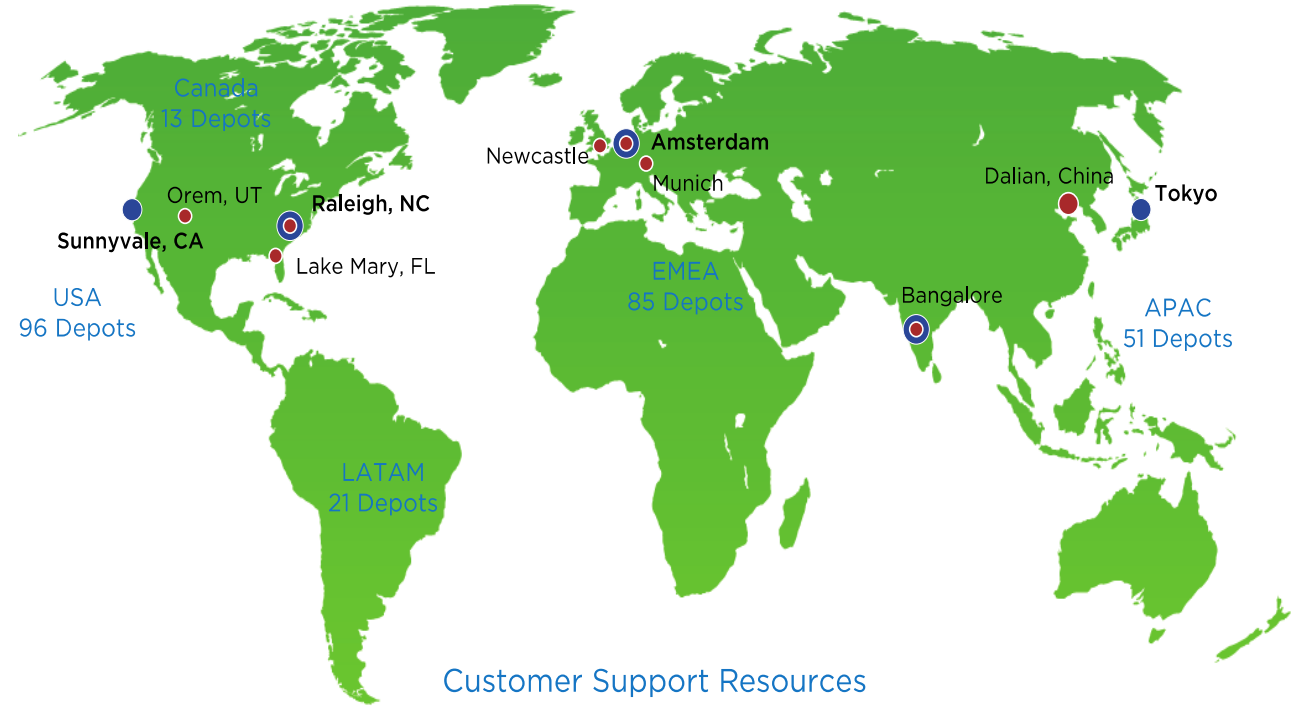 Canada
13 Depots
Orem, UT
Raleigh, NC
Sunnyvale, CA
Lake Mary, FL
USA
96 Depots
LATAM
21 Depots
Newcastle
Amsterdam
Munich
EMEA
85 Depots
Dalian, China
Tokyo
Bangalore
APAC
51 Depots
Customer Support Resources